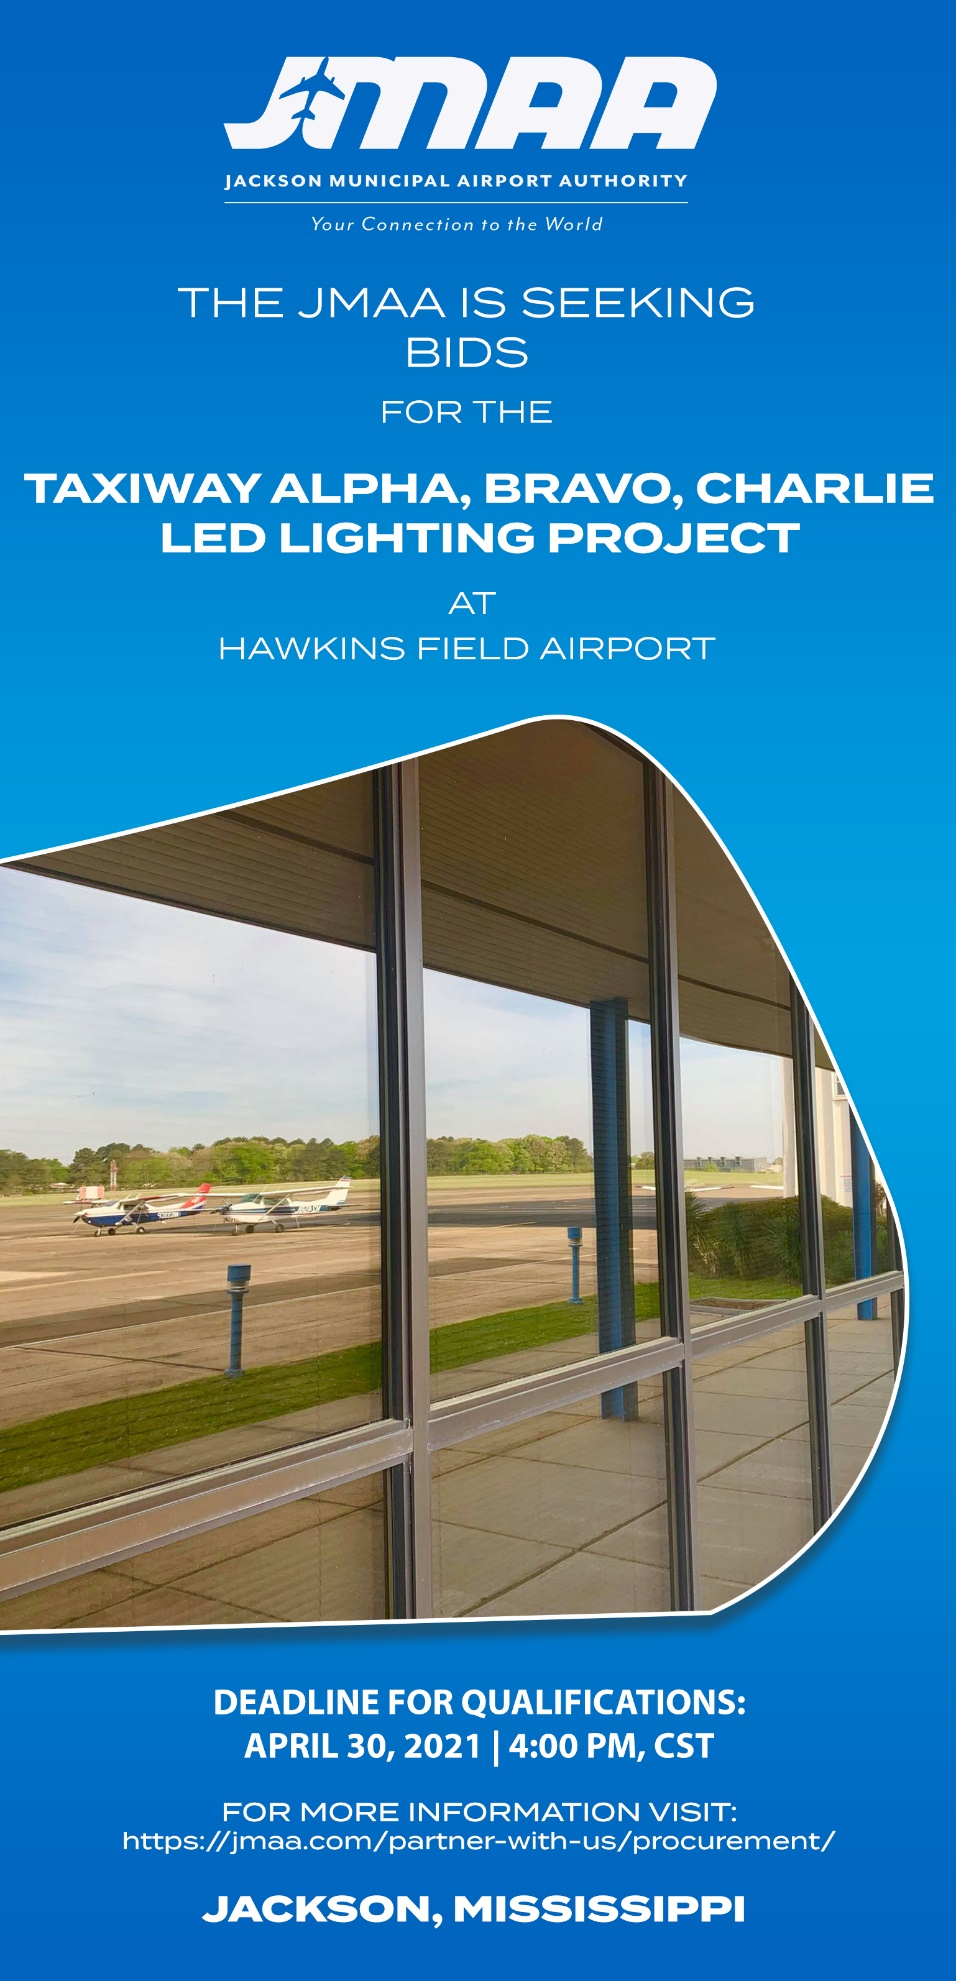 JMAA
JACKSON MUNICIPAL AIRPORT AUTHORITY
Your Connection to the World
THE JMAA IS SEEKING
BIDS
FOR THE
TAXIWAY ALPHA, BRAVO, CHARLIE
LED LIGHTING PROJECT
AT
HAWKINS FIELD AIRPORT
DEADLINE FOR QUALIFICATIONS:
APRIL 30, 2021 | 4:00 PM, CST
FOR MORE INFORMATION VISIT:
https://jmaa.com/partner-with-us/procurement/
JACKSON, MISSISSIPPI